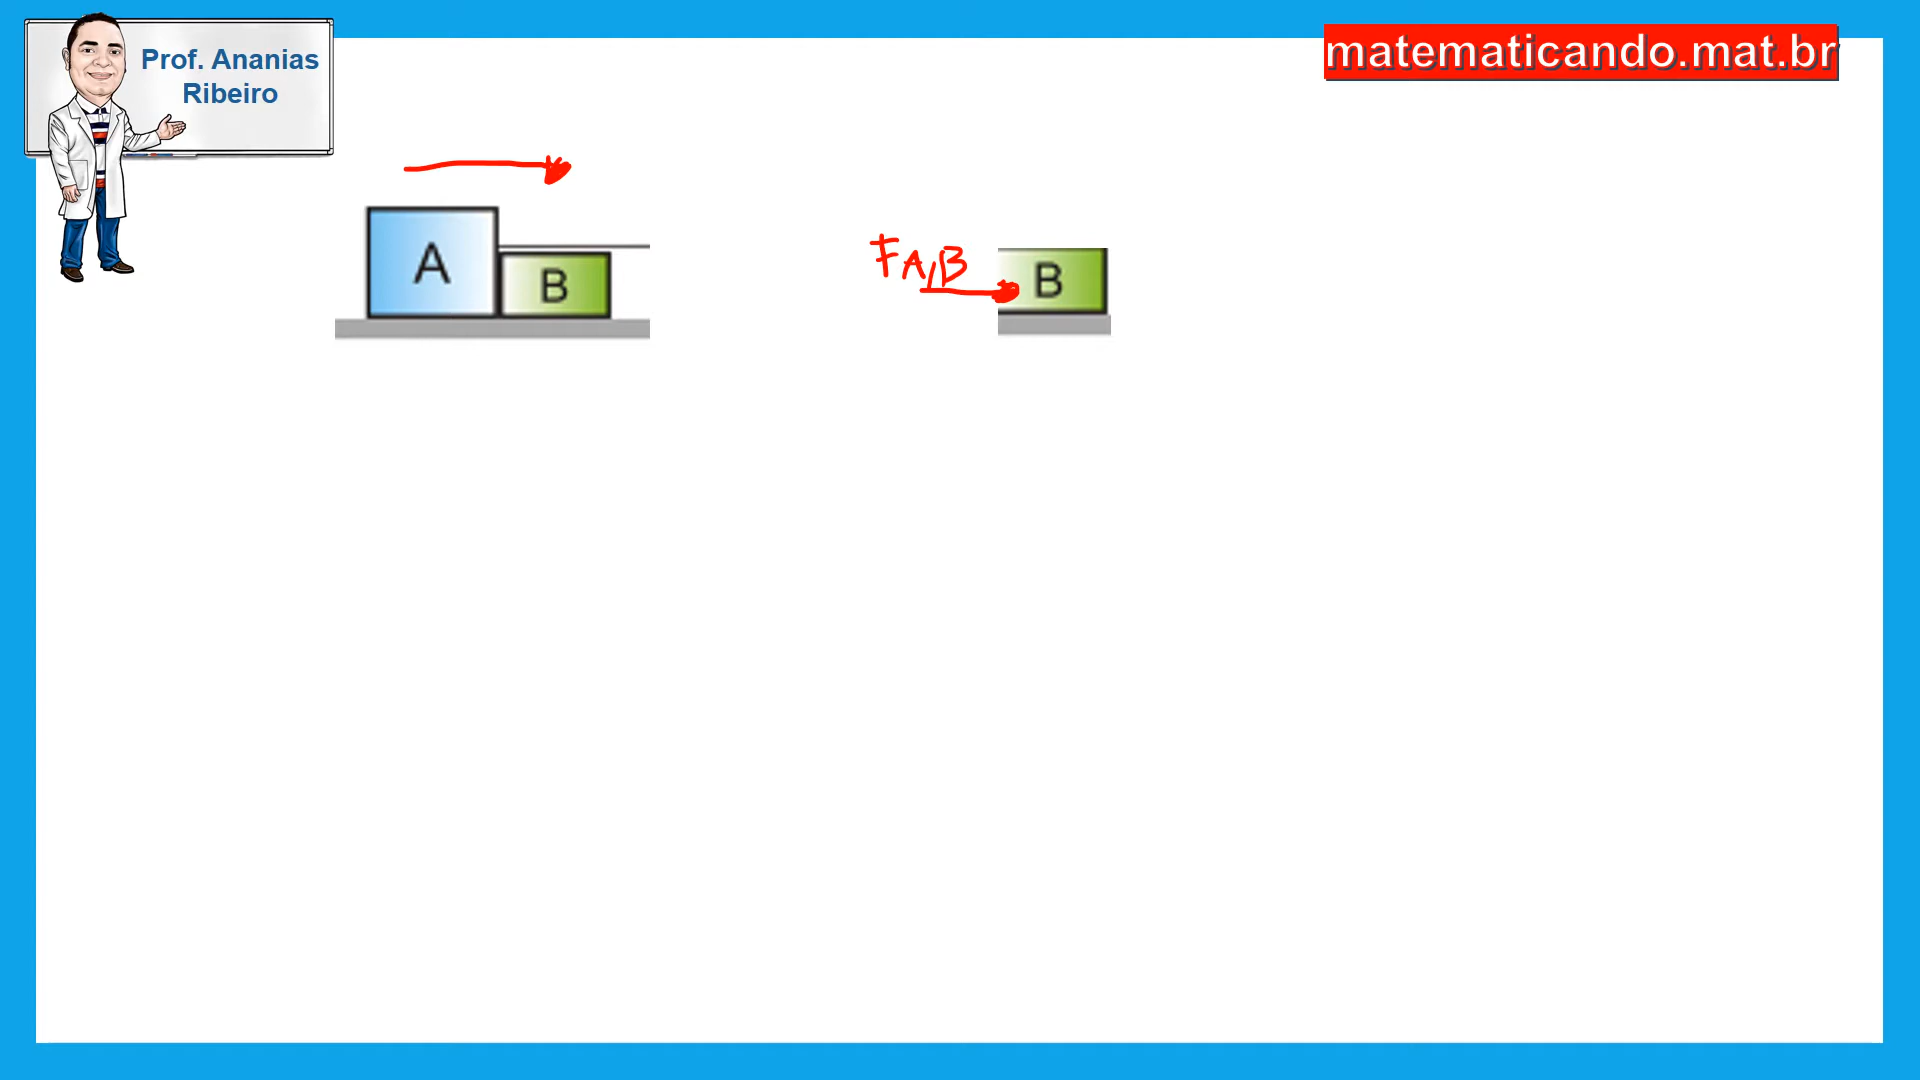 Prof. Ananias
Ribeiro
matematicando.mat.br
A
B
FA,B
B